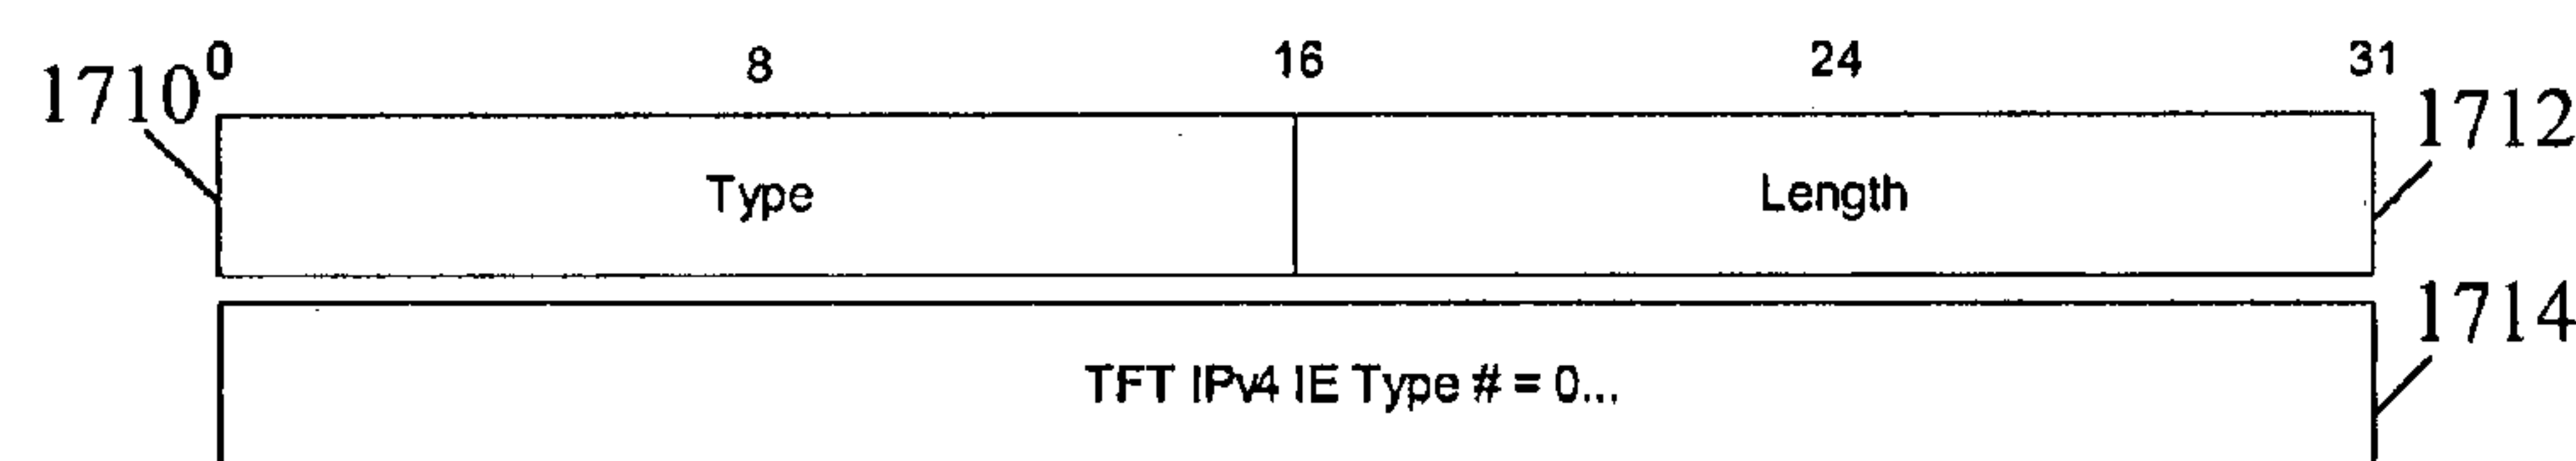 0 8 16 24 31
1710 1712
Type Length
1714
TFT IPv4 IE Type # = 0...